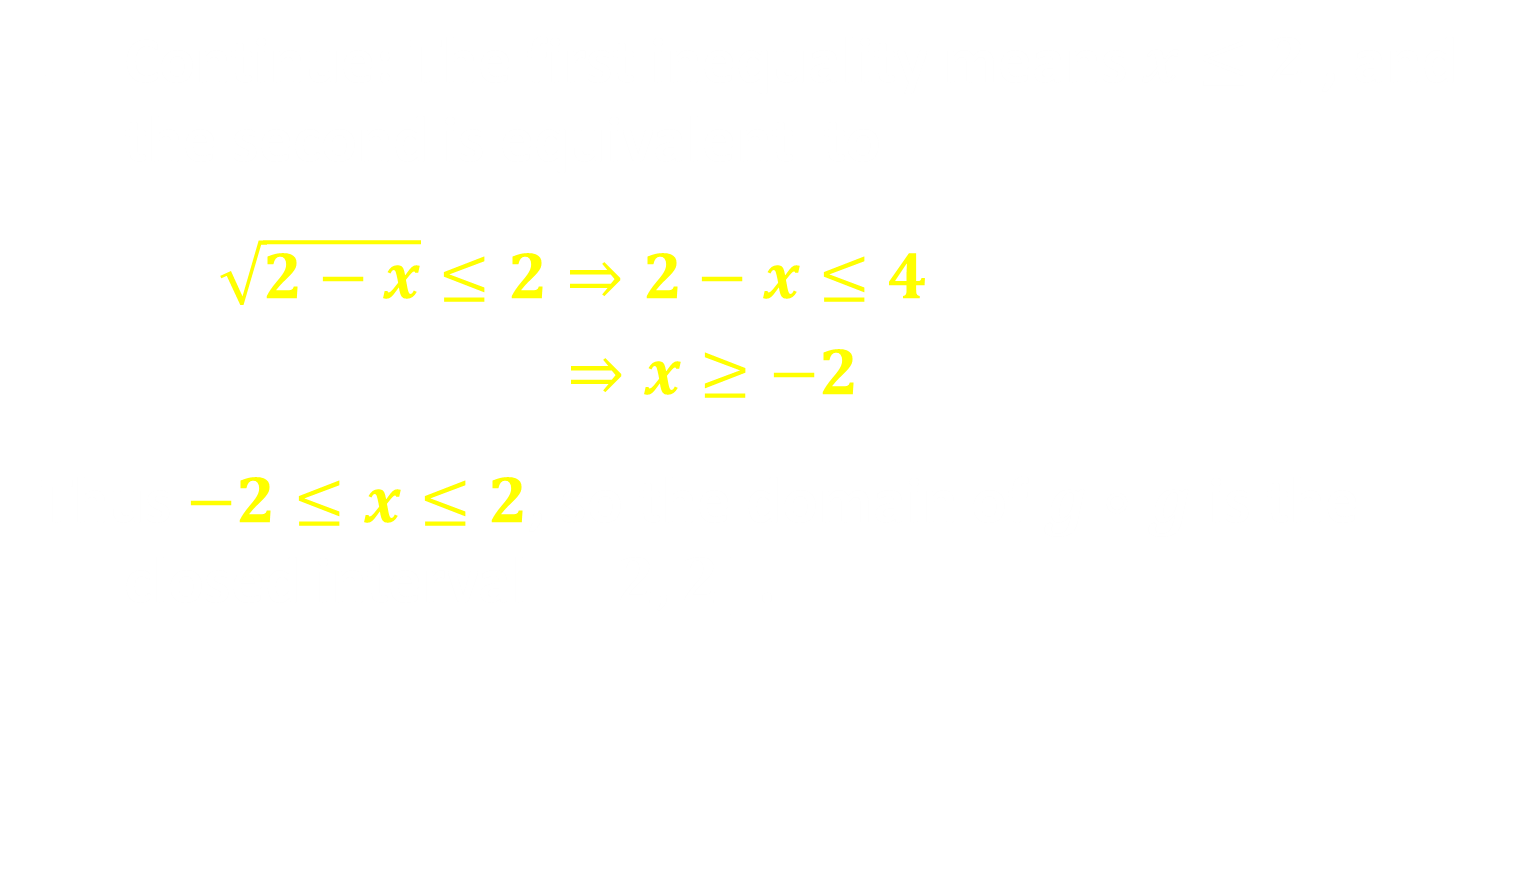 √2 − x ≤ 2 ⇒ 2 − x ≤ 4
⇒ x ≥ −2
−2 ≤ x ≤ 2